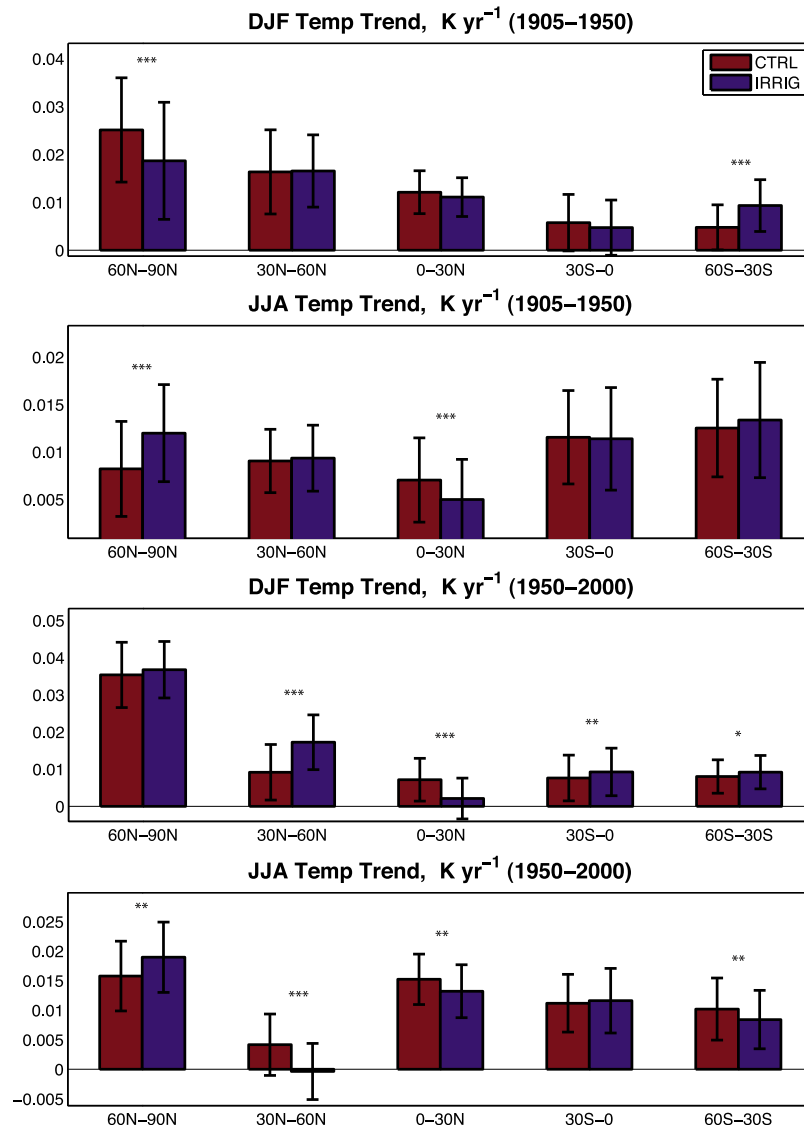 DJF Temp Trend, K yr⁻¹ (1905–1950)
0.04
***
CTRL
IRRIG
0.03
0.02
***
0.01
0
60N–90N 30N–60N 0–30N 30S–0 60S–30S
JJA Temp Trend, K yr⁻¹ (1905–1950)
0.02
***
0.015
***
0.01
0.005
60N–90N 30N–60N 0–30N 30S–0 60S–30S
DJF Temp Trend, K yr⁻¹ (1950–2000)
0.05
0.04
0.03
***
0.02
*** ** *
0.01
0
60N–90N 30N–60N 0–30N 30S–0 60S–30S
JJA Temp Trend, K yr⁻¹ (1950–2000)
**
0.025
** **
0.02
0.015
***
0.01
0.005
0
−0.005
60N–90N 30N–60N 0–30N 30S–0 60S–30S